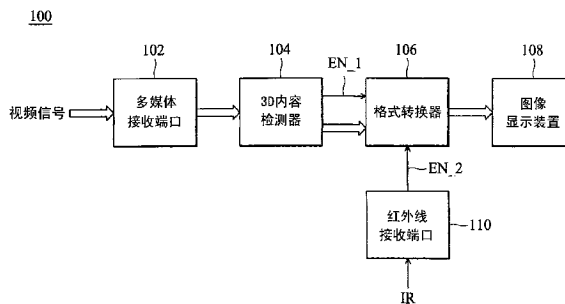 100
102
104
106
108
EN_1
视频信号
多媒体
接收端口
3D内容
检测器
格式转换器
图像
显示装置
EN_2
红外线
接收端口
110
IR